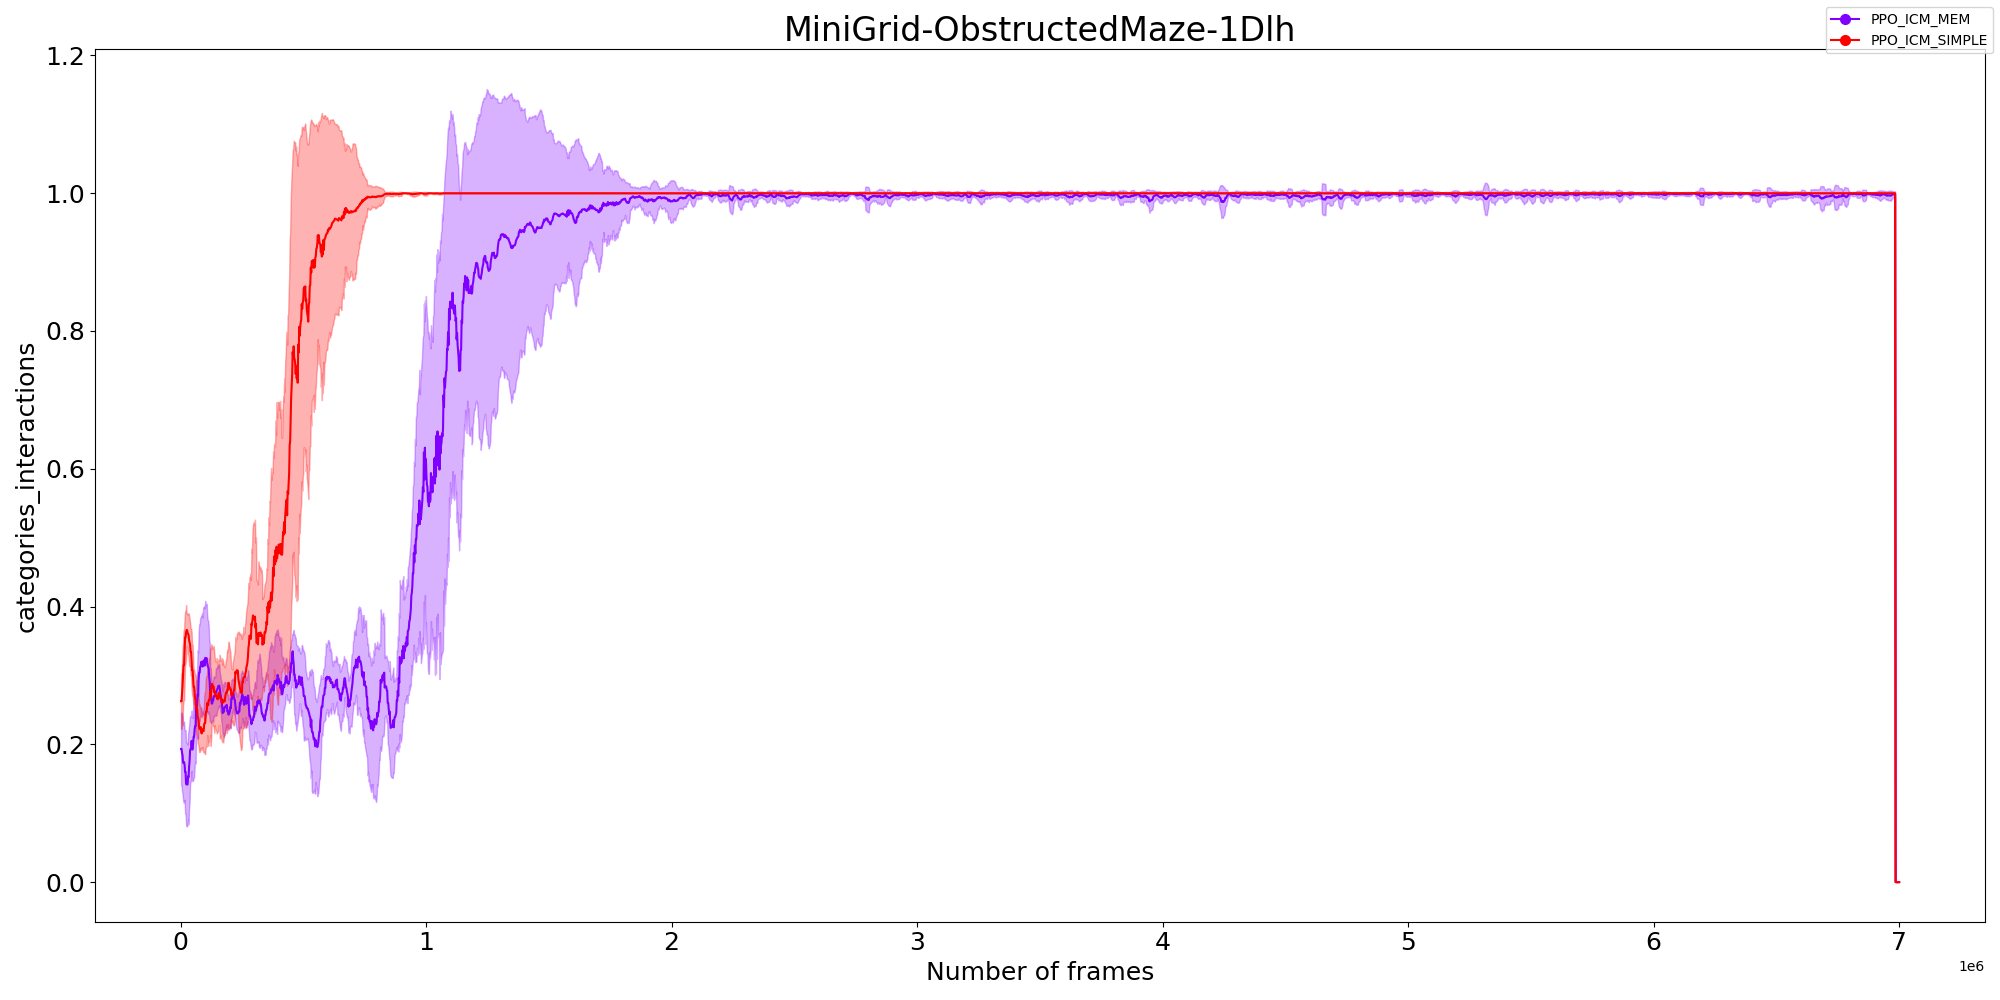 MiniGrid-ObstructedMaze-1Dlh
PPO_ICM_MEM
PPO_ICM_SIMPLE
1.2
1.0
0.8
0.6
0.4
0.2
0.0
categories_interactions
0 1 2 3 4 5 6 7
Number of frames
1e6